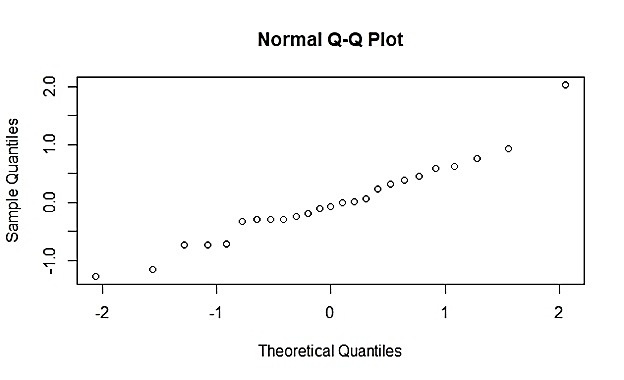 Normal Q-Q Plot
Sample Quantiles
2.0
1.0
0.0
-1.0
-2 -1 0 1 2
Theoretical Quantiles